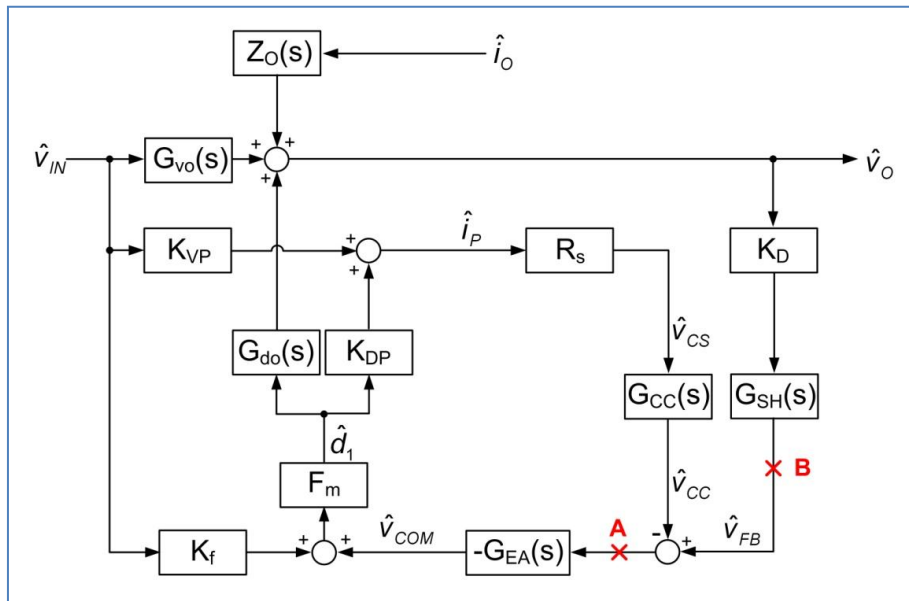 Z_O(s)
î_O
v̂_IN
G_vo(s)
+ +
+
v̂_O
K_VP
+
+
î_P
R_s
K_D
v̂_CS
G_do(s)
K_DP
G_CC(s)
G_SH(s)
d̂_1
B
F_m
v̂_CC
v̂_COM
A
v̂_FB
K_f
+ +
-G_EA(s)
- +